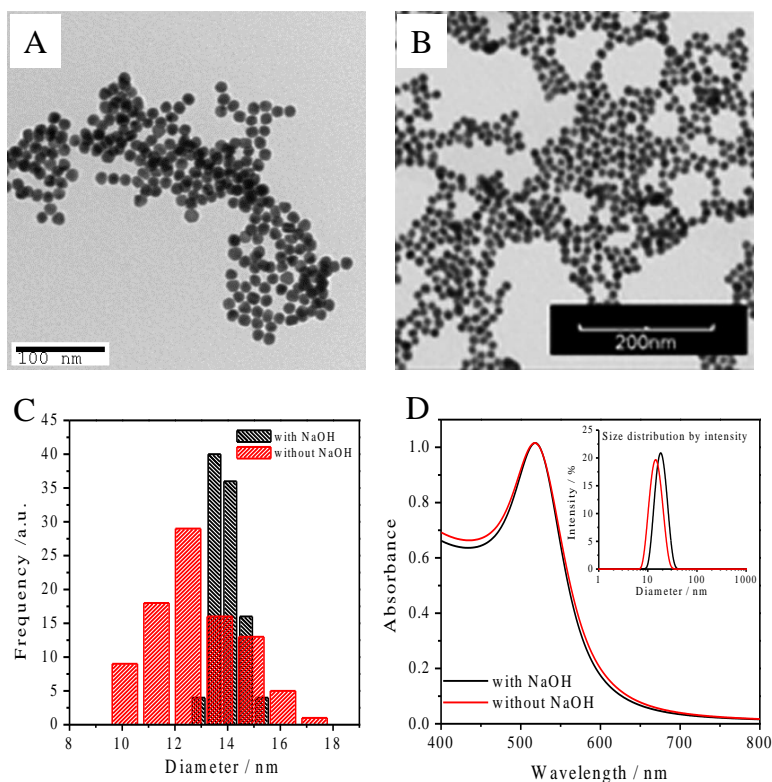 A
100 nm
B
200nm
C
Frequency /a.u.
45
40
35
30
25
20
15
10
5
0
with NaOH
without NaOH
8 10 12 14 16 18
Diameter / nm
D
Absorbance
1.0
0.8
0.6
0.4
0.2
0.0
with NaOH
without NaOH
400 500 600 700 800
Wavelength / nm
Size distribution by intensity
Intensity / %
25
20
15
10
5
0
1 10 100 1000
Diameter / nm